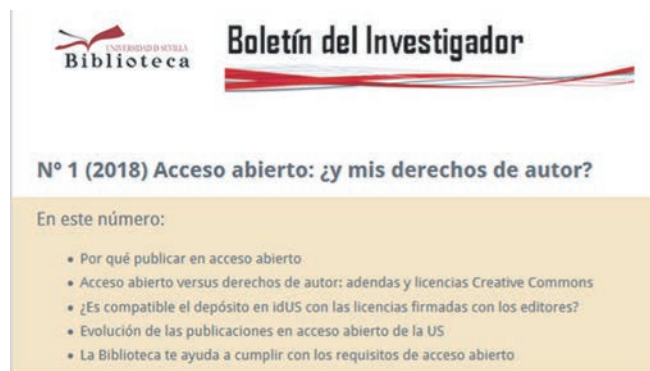 UNIVERSIDAD D SEVILLA
Biblioteca
Boletín del Investigador
Nº 1 (2018) Acceso abierto: ¿y mis derechos de autor?
En este número:
• Por qué publicar en acceso abierto
• Acceso abierto versus derechos de autor: adendas y licencias Creative Commons
• ¿Es compatible el depósito en idUS con las licencias firmadas con los editores?
• Evolución de las publicaciones en acceso abierto de la US
• La Biblioteca te ayuda a cumplir con los requisitos de acceso abierto